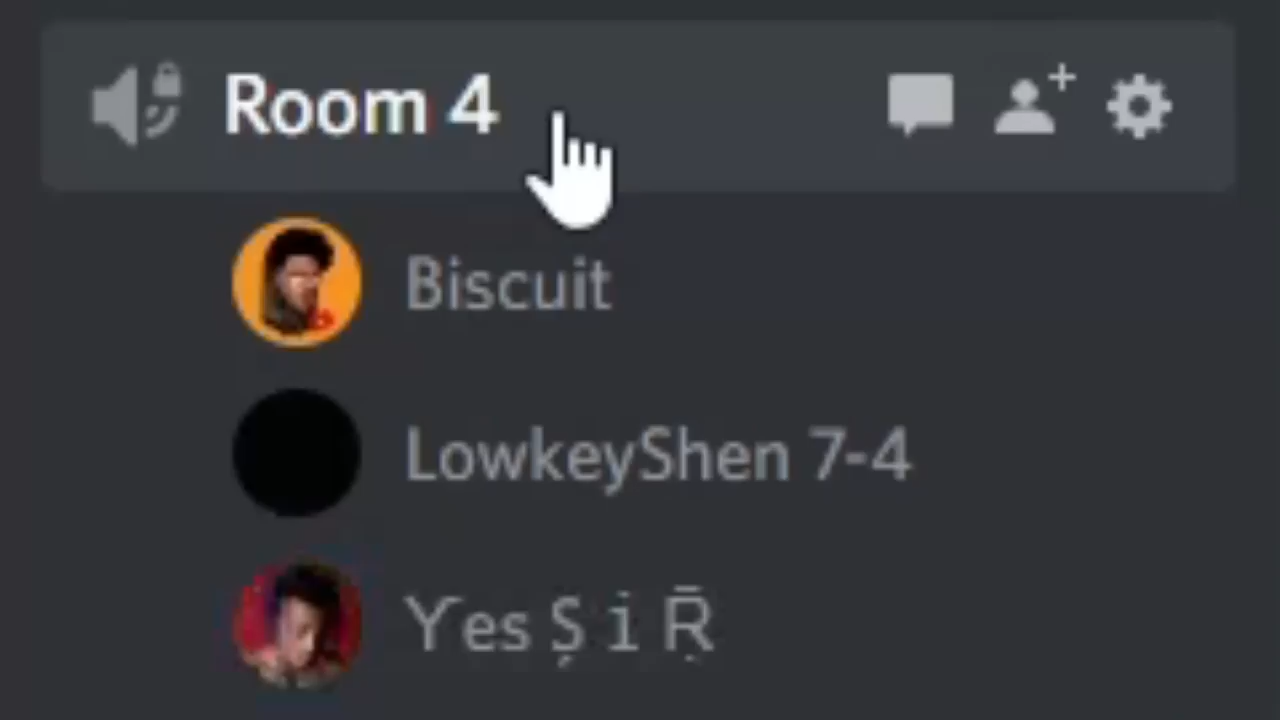 Room 4
Biscuit
LowkeyShen 7-4
Yes Ș i Ṝ